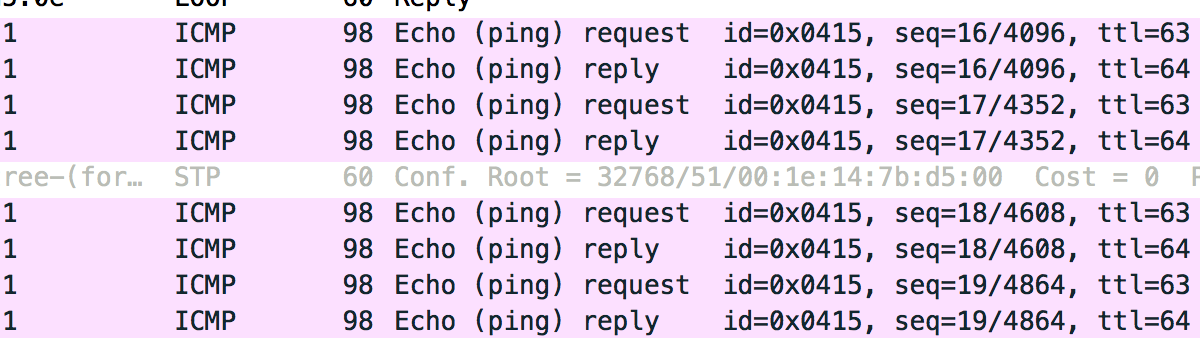 LOOP 60 Reply
1 ICMP 98 Echo (ping) request id=0x0415, seq=16/4096, ttl=63
1 ICMP 98 Echo (ping) reply id=0x0415, seq=16/4096, ttl=64
1 ICMP 98 Echo (ping) request id=0x0415, seq=17/4352, ttl=63
1 ICMP 98 Echo (ping) reply id=0x0415, seq=17/4352, ttl=64
ree-(for… STP 60 Conf. Root = 32768/51/00:1e:14:7b:d5:00 Cost = 0
1 ICMP 98 Echo (ping) request id=0x0415, seq=18/4608, ttl=63
1 ICMP 98 Echo (ping) reply id=0x0415, seq=18/4608, ttl=64
1 ICMP 98 Echo (ping) request id=0x0415, seq=19/4864, ttl=63
1 ICMP 98 Echo (ping) reply id=0x0415, seq=19/4864, ttl=64